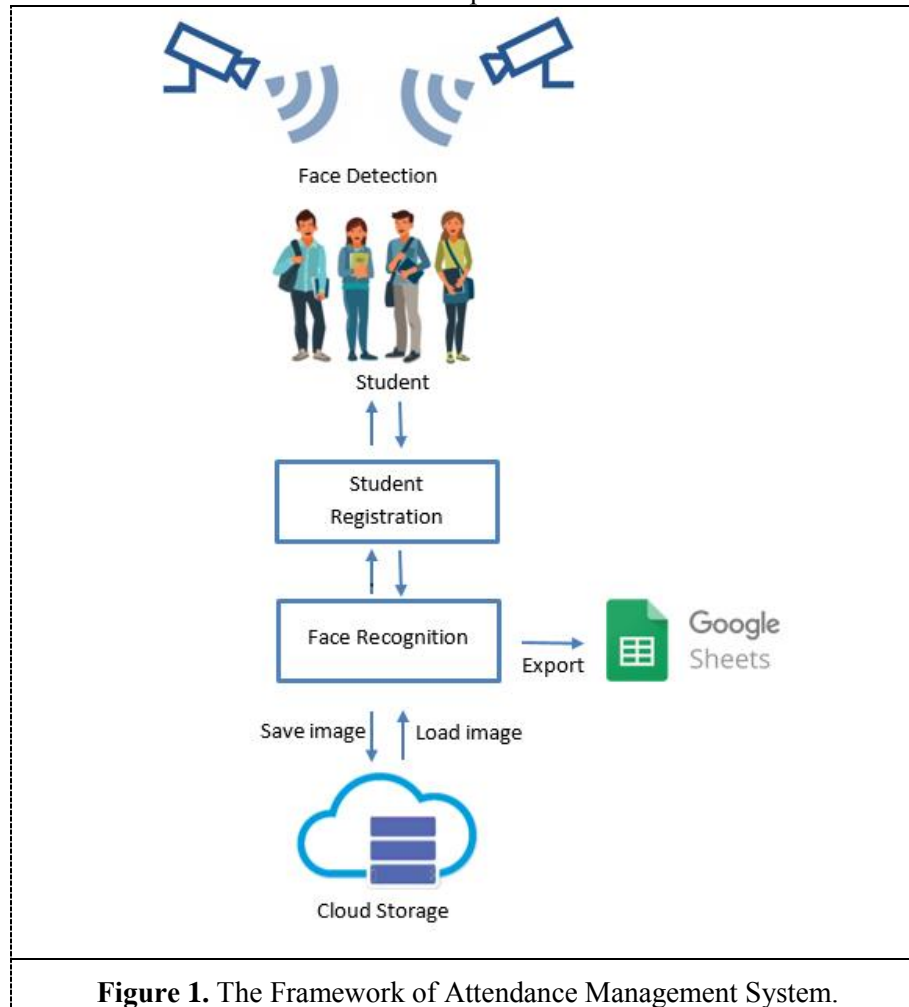 Face Detection
Student
Student
Registration
Face Recognition
Export
Google
Sheets
Save image
Load image
Cloud Storage
Figure 1. The Framework of Attendance Management System.